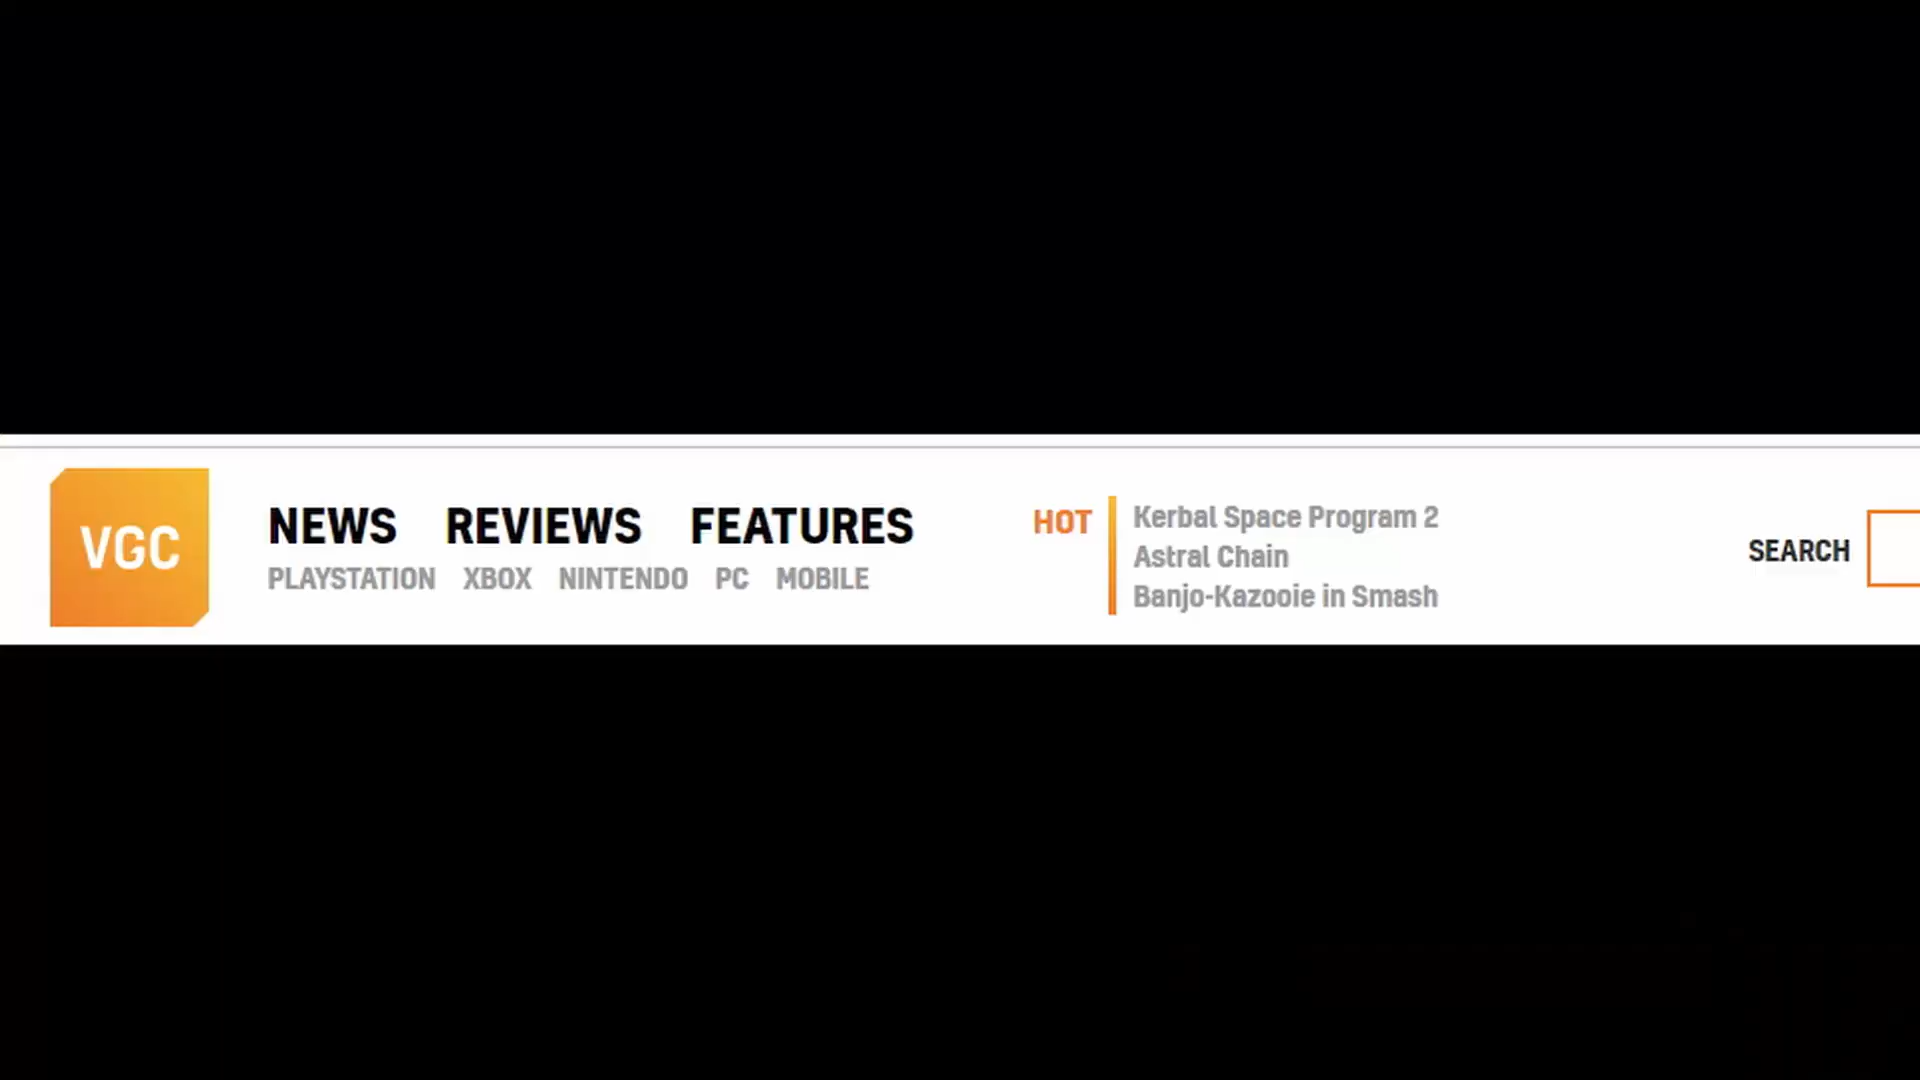 VGC
NEWS REVIEWS FEATURES
PLAYSTATION XBOX NINTENDO PC MOBILE
HOT
Kerbal Space Program 2
Astral Chain
Banjo-Kazooie in Smash
SEARCH